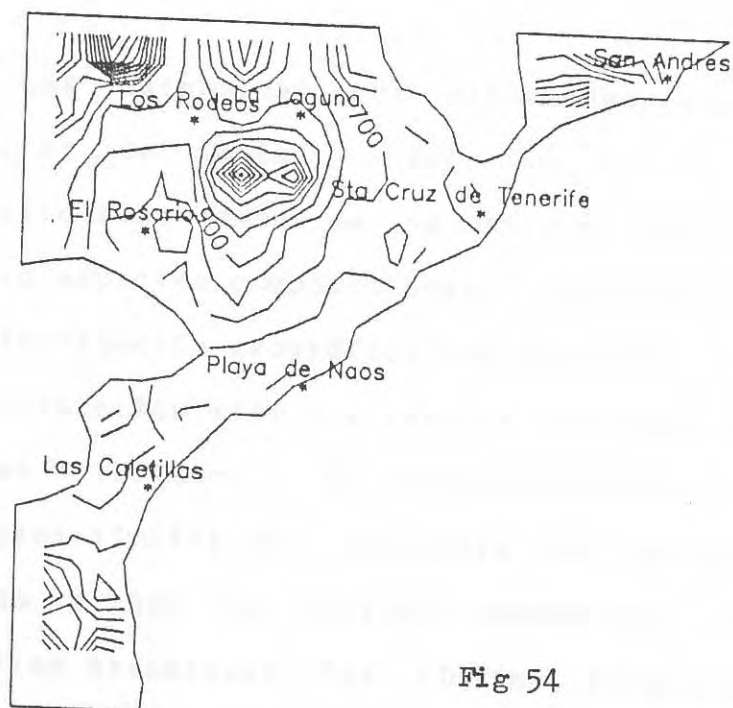 San Andres
Los Rodeos Laguna
700
Sta Cruz de Tenerife
El Rosario
900
Playa de Naos
Las Caletillas
Fig 54